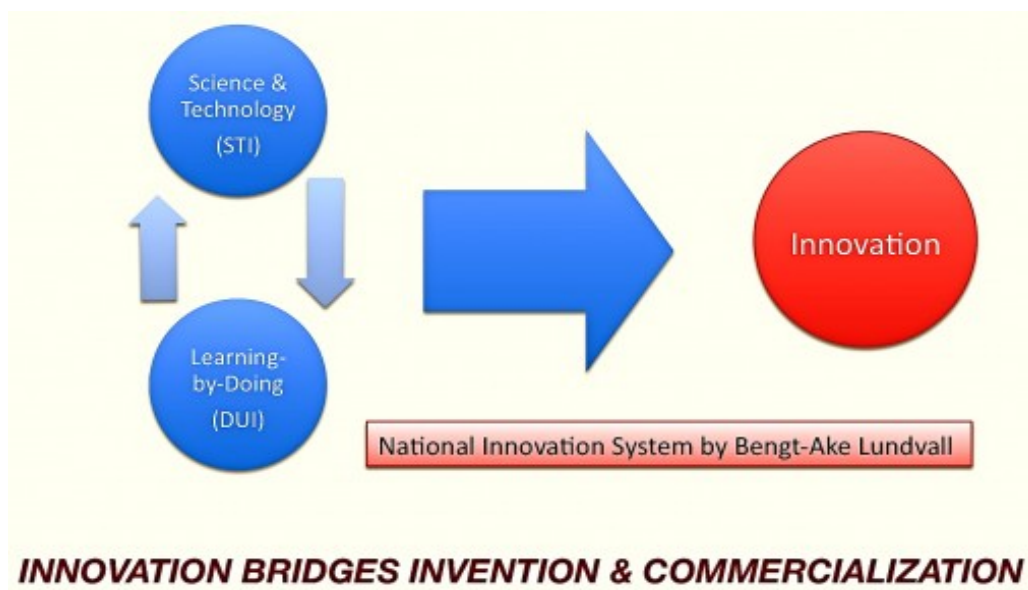 Science &
Technology
(STI)
Innovation
Learning-
by-Doing
(DUI)
National Innovation System by Bengt-Ake Lundvall
INNOVATION BRIDGES INVENTION & COMMERCIALIZATION